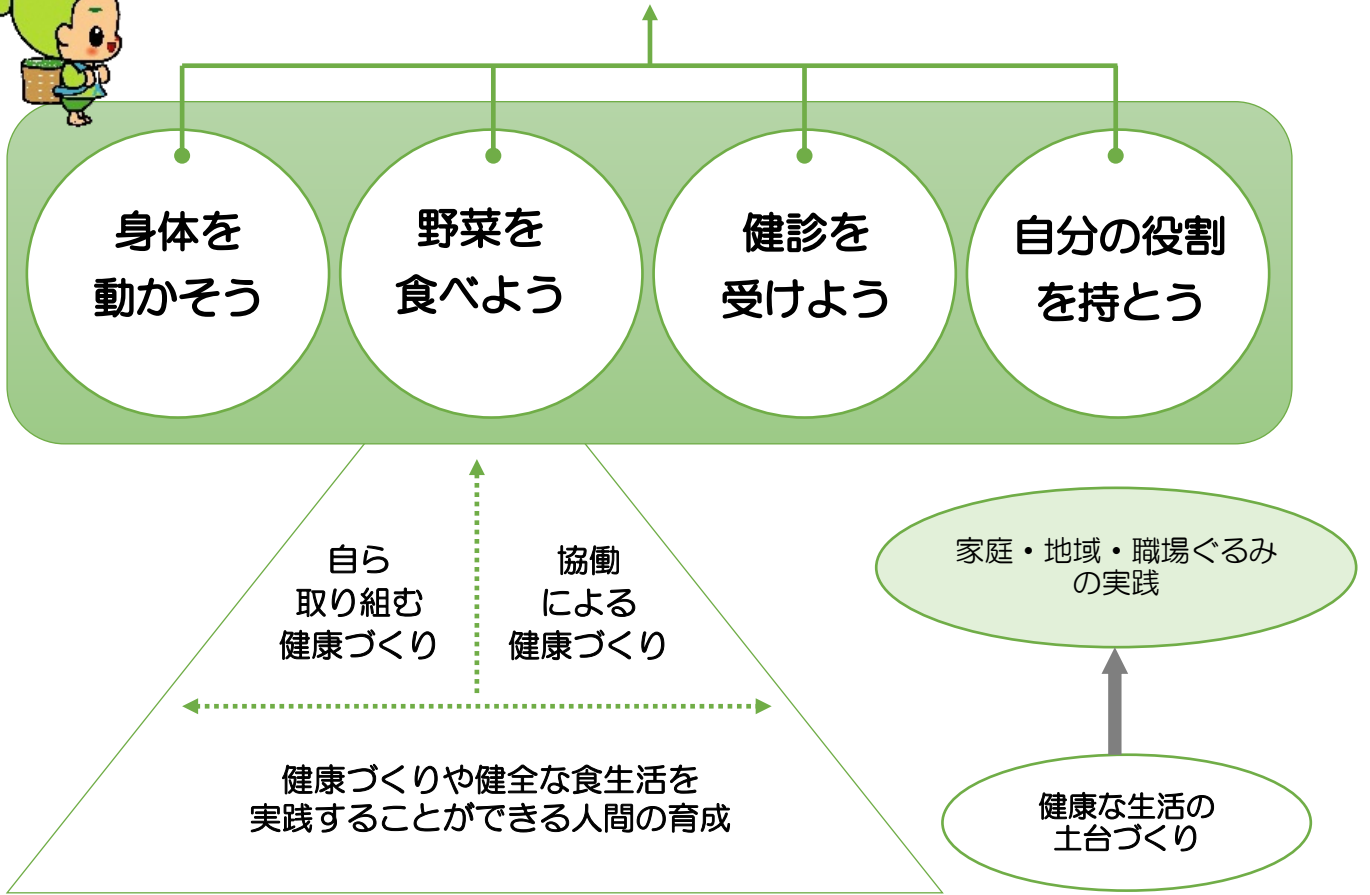 身体を
動かそう
野菜を
食べよう
健診を
受けよう
自分の役割
を持とう
自ら
取り組む
健康づくり
協働
による
健康づくり
健康づくりや健全な食生活を
実践することができる人間の育成
家庭・地域・職場ぐるみ
の実践
健康な生活の
土台づくり